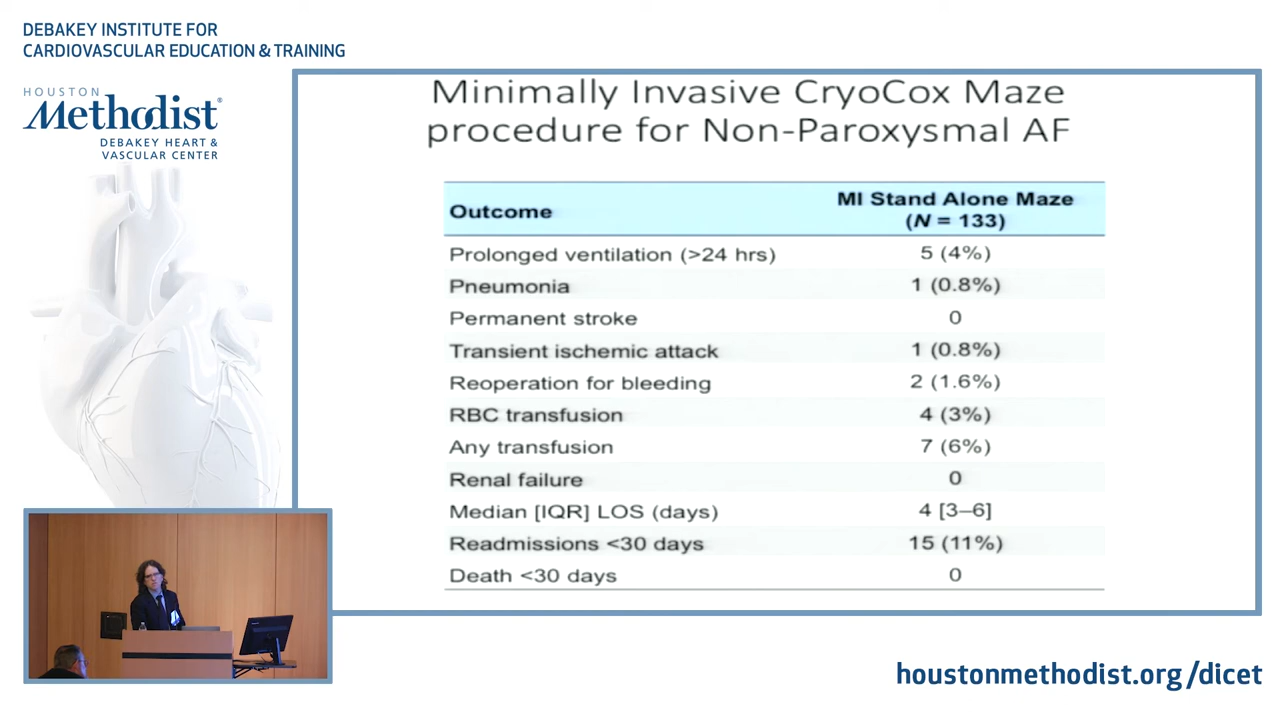 DEBAKEY INSTITUTE FOR
CARDIOVASCULAR EDUCATION & TRAINING
HOUSTON
Methodist®
DEBAKEY HEART &
VASCULAR CENTER
Minimally Invasive CryoCox Maze
procedure for Non-Paroxysmal AF
Outcome MI Stand Alone Maze
(N = 133)
Prolonged ventilation (>24 hrs) 5 (4%)
Pneumonia 1 (0.8%)
Permanent stroke 0
Transient ischemic attack 1 (0.8%)
Reoperation for bleeding 2 (1.6%)
RBC transfusion 4 (3%)
Any transfusion 7 (6%)
Renal failure 0
Median [IQR] LOS (days) 4 [3–6]
Readmissions <30 days 15 (11%)
Death <30 days 0
houstonmethodist.org/dicet